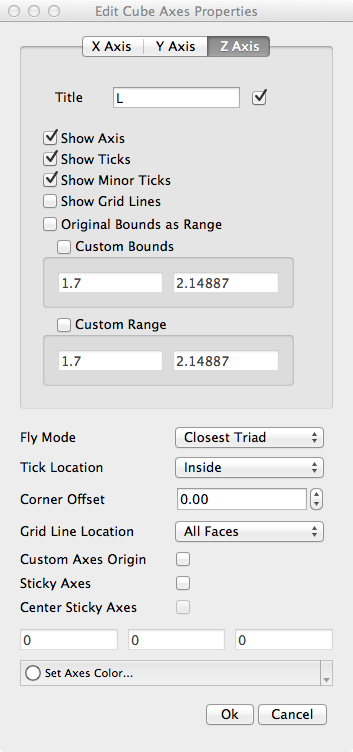 Edit Cube Axes Properties
X Axis Y Axis Z Axis
Title L
Show Axis
Show Ticks
Show Minor Ticks
Show Grid Lines
Original Bounds as Range
Custom Bounds
1.7 2.14887
Custom Range
1.7 2.14887
Fly Mode Closest Triad
Tick Location Inside
Corner Offset 0.00
Grid Line Location All Faces
Custom Axes Origin
Sticky Axes
Center Sticky Axes
0 0 0
Set Axes Color...
Ok Cancel